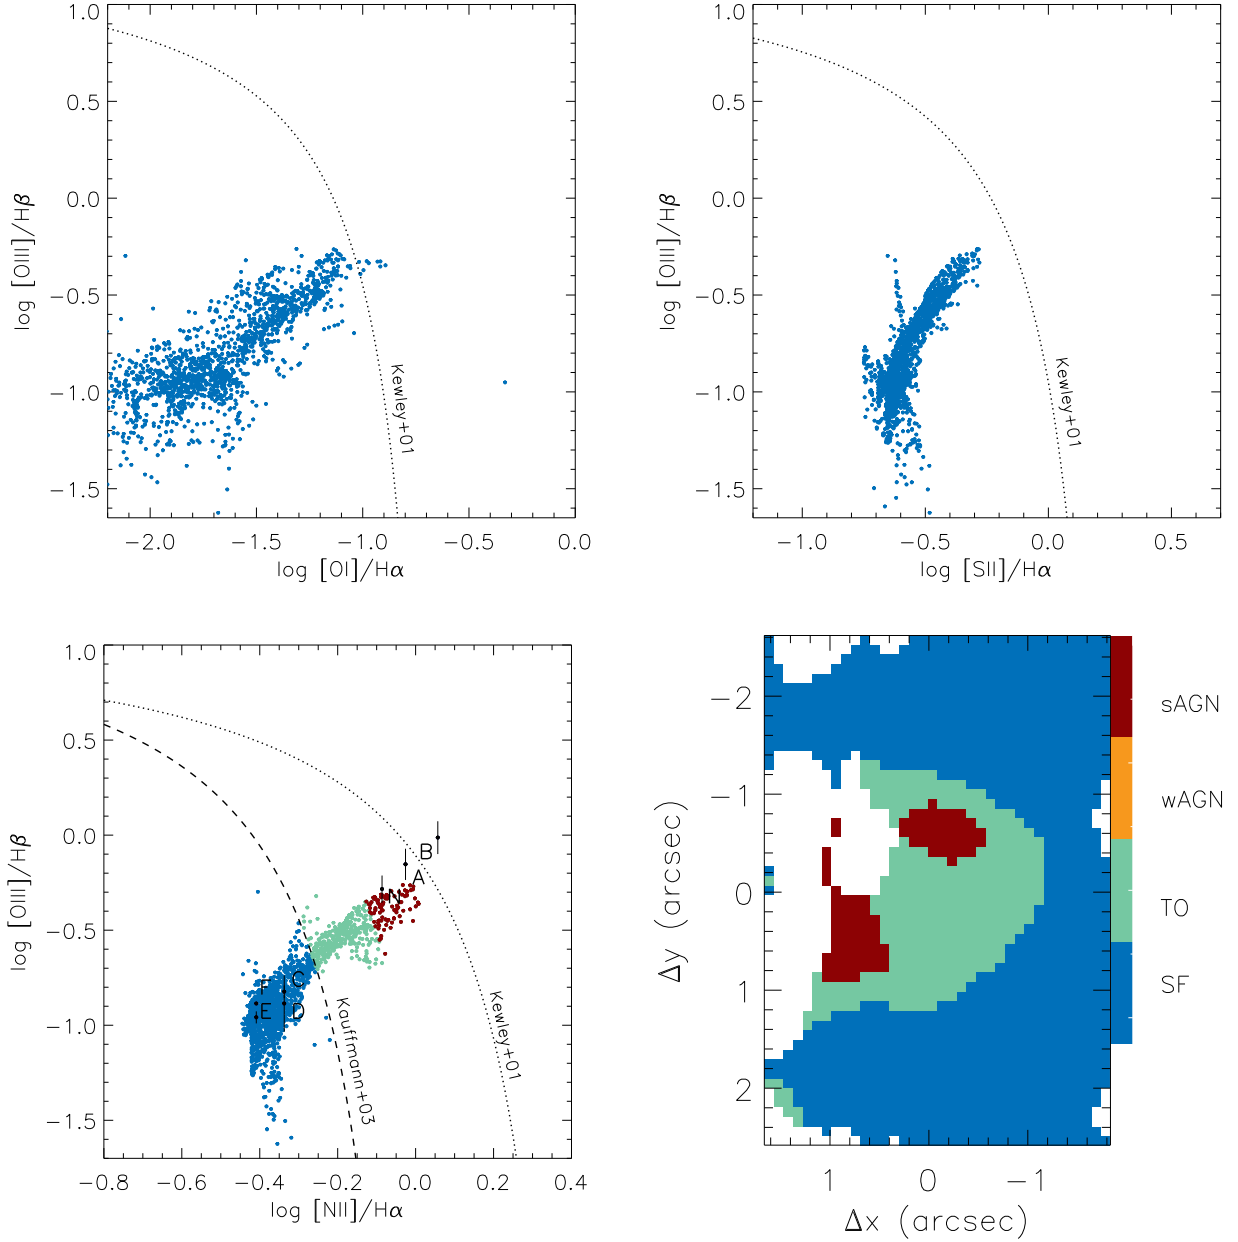 1.0
0.5
0.0
−0.5
−1.0
−1.5
log [OIII]/Hβ
Kewley+01
−2.0 −1.5 −1.0 −0.5 0.0
log [OI]/Hα
1.0
0.5
0.0
−0.5
−1.0
−1.5
log [OIII]/Hβ
Kewley+01
−1.0 −0.5 0.0 0.5
log [SII]/Hα
1.0
0.5
0.0
−0.5
−1.0
−1.5
log [OIII]/Hβ
B
A
N
C
F
E
D
Kauffmann+03
Kewley+01
−0.8 −0.6 −0.4 −0.2 −0.0 0.2 0.4
log [NII]/Hα
−2
−1
0
1
2
Δy (arcsec)
1 0 −1
Δx (arcsec)
sAGN
wAGN
TO
SF